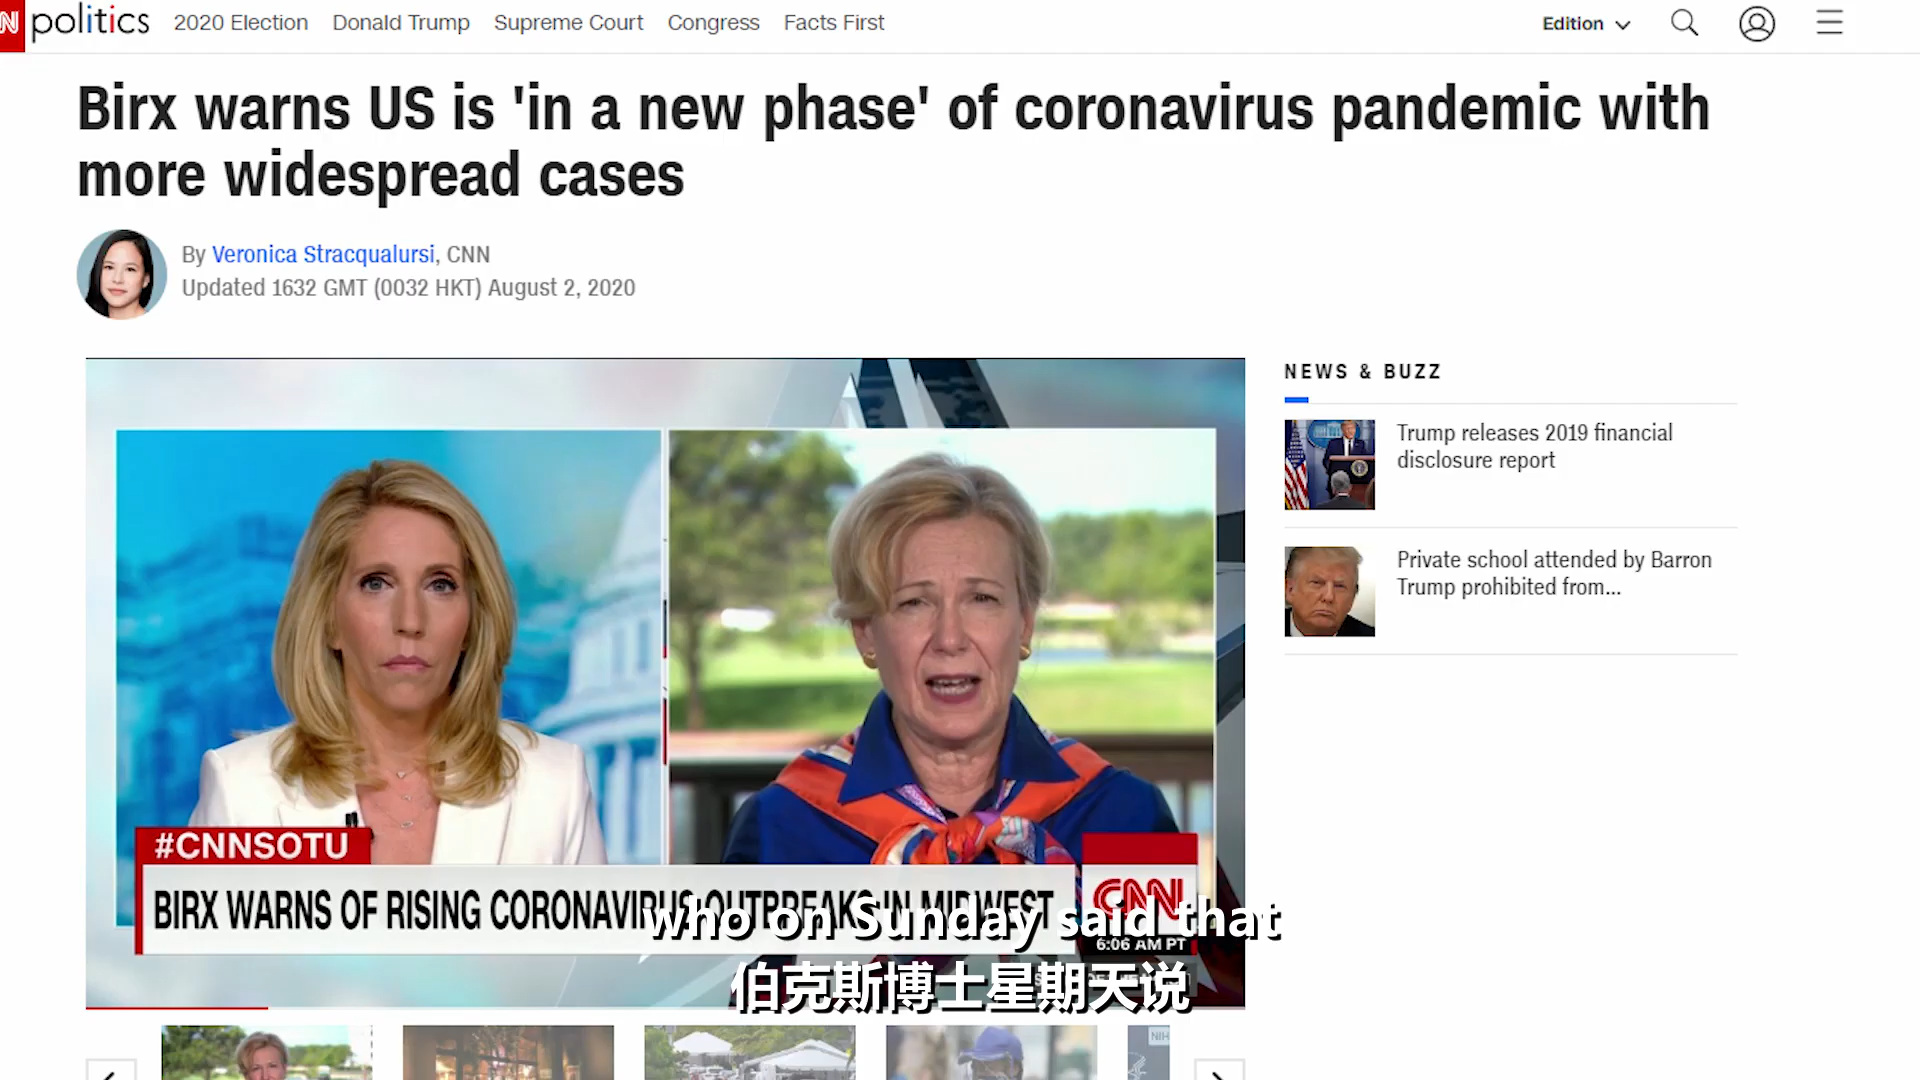 N politics 2020 Election Donald Trump Supreme Court Congress Facts First Edition
Birx warns US is 'in a new phase' of coronavirus pandemic with
more widespread cases
By Veronica Stracqualursi, CNN
Updated 1632 GMT (0032 HKT) August 2, 2020
NEWS & BUZZ
Trump releases 2019 financial
disclosure report
Private school attended by Barron
Trump prohibited from...
#CNNSOTU
BIRX WARNS OF RISING CORONAVIRUS OUTBREAKS IN MIDWEST
CNN
6:06 AM PT
who on Sunday said that
伯克斯博士星期天说
NIH